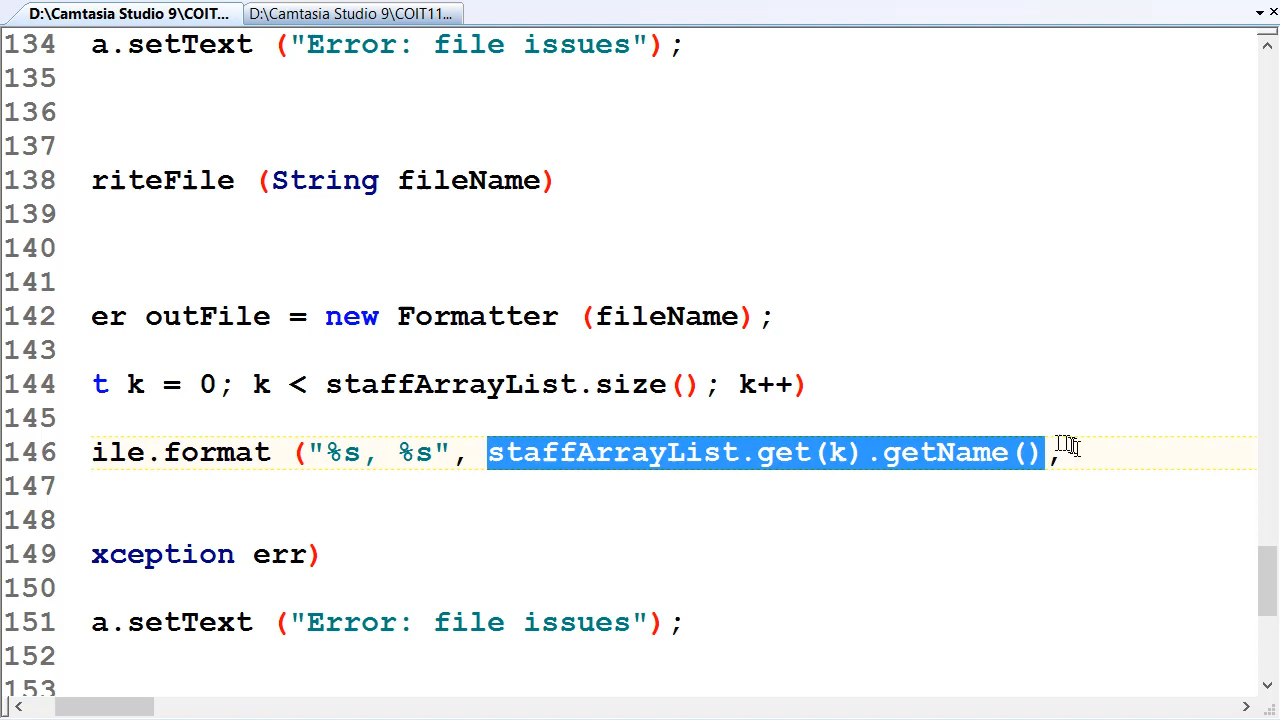 D:\Camtasia Studio 9\COIT... D:\Camtasia Studio 9\COIT11...
134 a.setText ("Error: file issues");
135
136
137
138 riteFile (String fileName)
139
140
141
142 er outFile = new Formatter (fileName);
143
144 t k = 0; k < staffArrayList.size(); k++)
145
146 ile.format ("%s, %s", staffArrayList.get(k).getName(),
147
148
149 xception err)
150
151 a.setText ("Error: file issues");
152
153